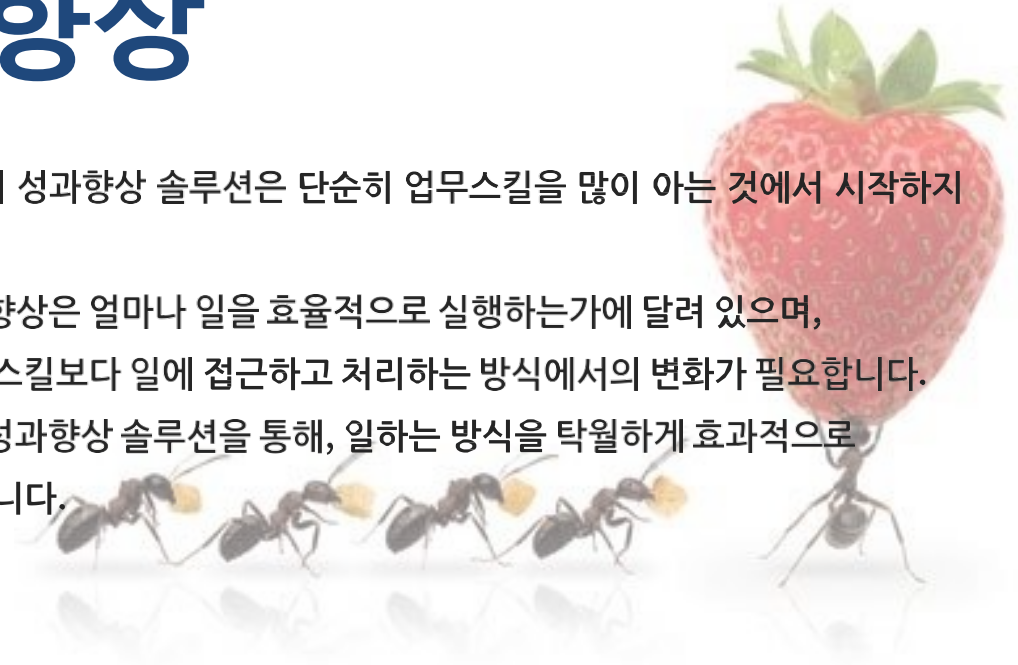 향상
성과향상 솔루션은 단순히 업무스킬을 많이 아는 것에서 시작하지
향상은 얼마나 일을 효율적으로 실행하는가에 달려 있으며,
스킬보다 일에 접근하고 처리하는 방식에서의 변화가 필요합니다.
성과향상 솔루션을 통해, 일하는 방식을 탁월하게 효과적으로
니다.